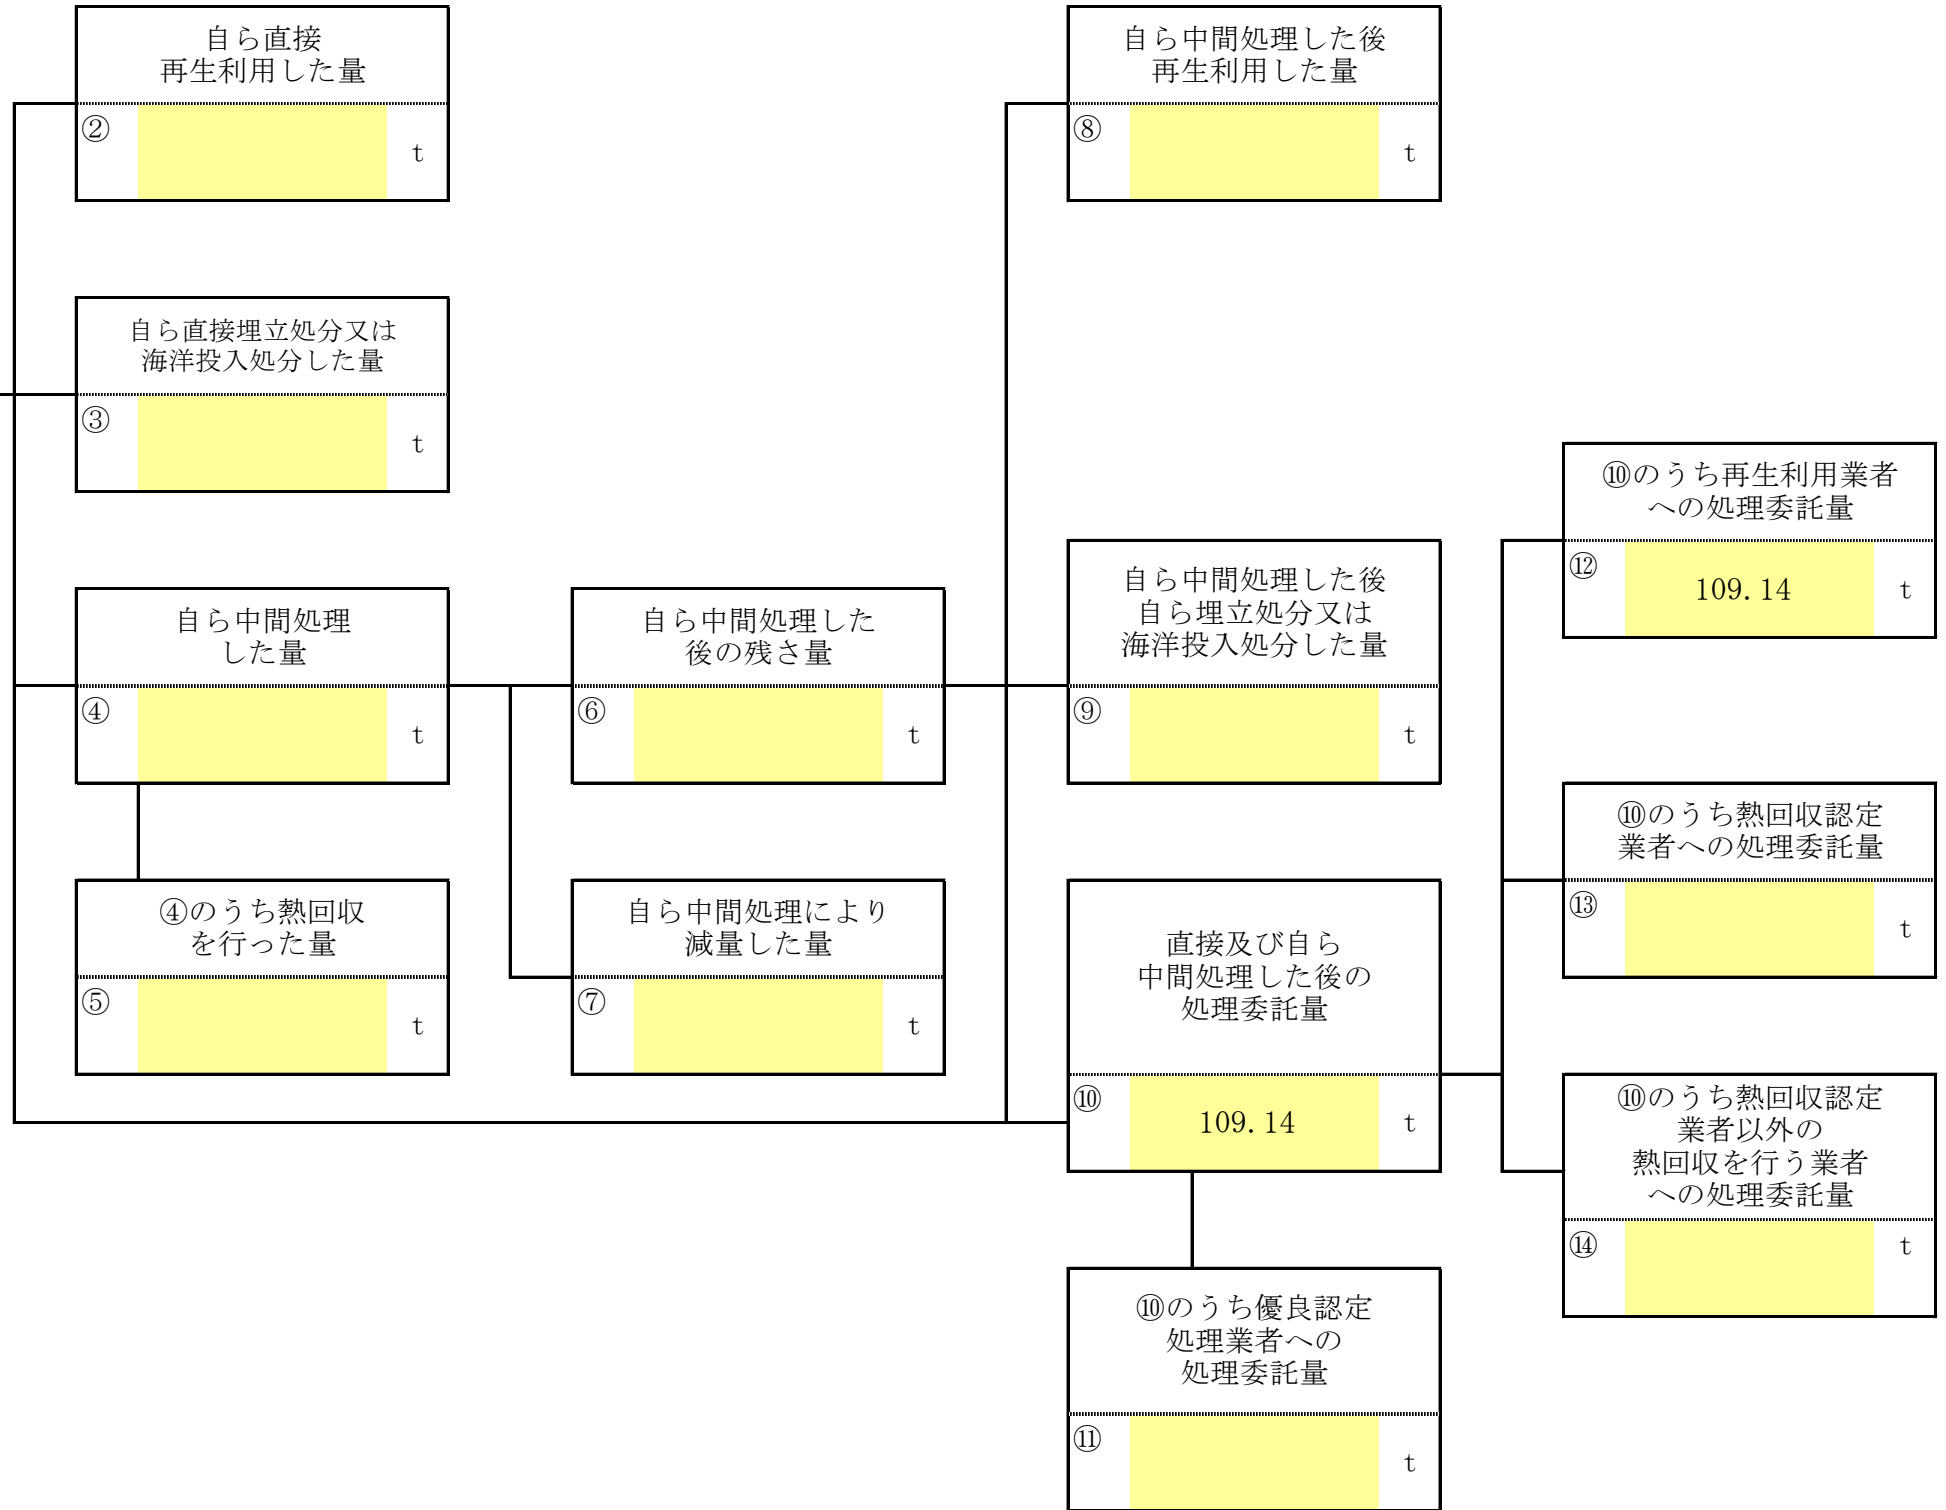 自ら直接
再生利用した量
②
t
自ら中間処理した後
再生利用した量
⑧
t
自ら直接埋立処分又は
海洋投入処分した量
③
t
⑩のうち再生利用業者
への処理委託量
⑫
109.14
t
自ら中間処理
した量
④
t
自ら中間処理した
後の残さ量
⑥
t
自ら中間処理した後
自ら埋立処分又は
海洋投入処分した量
⑨
t
⑩のうち熱回収認定
業者への処理委託量
⑬
t
④のうち熱回収
を行った量
⑤
t
自ら中間処理により
減量した量
⑦
t
直接及び自ら
中間処理した後の
処理委託量
⑩
109.14
t
⑩のうち熱回収認定
業者以外の
熱回収を行う業者
への処理委託量
⑭
t
⑩のうち優良認定
処理業者への
処理委託量
⑪
t